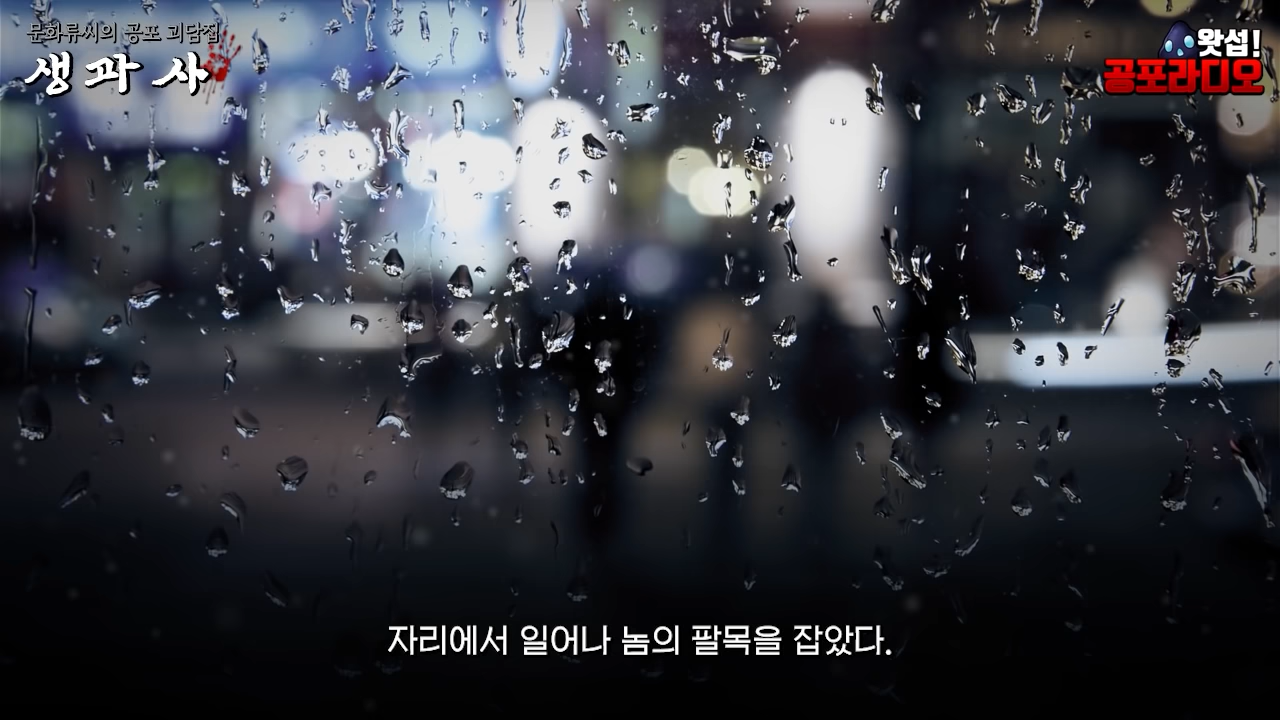 문화류씨의 공포 괴담집
생과 사
왓섭!
공포라디오
자리에서 일어나 놈의 팔목을 잡았다.